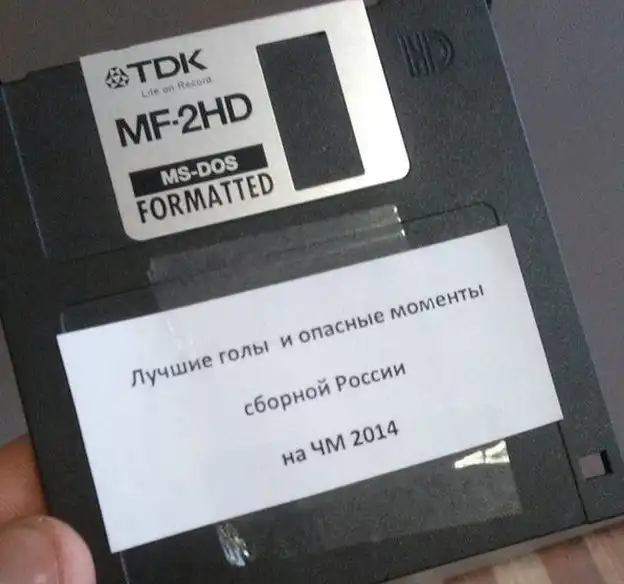 TDK
Life on Record
HD
MF-2HD
MS-DOS
FORMATTED
Лучшие голы и опасные моменты
сборной России
на ЧМ 2014